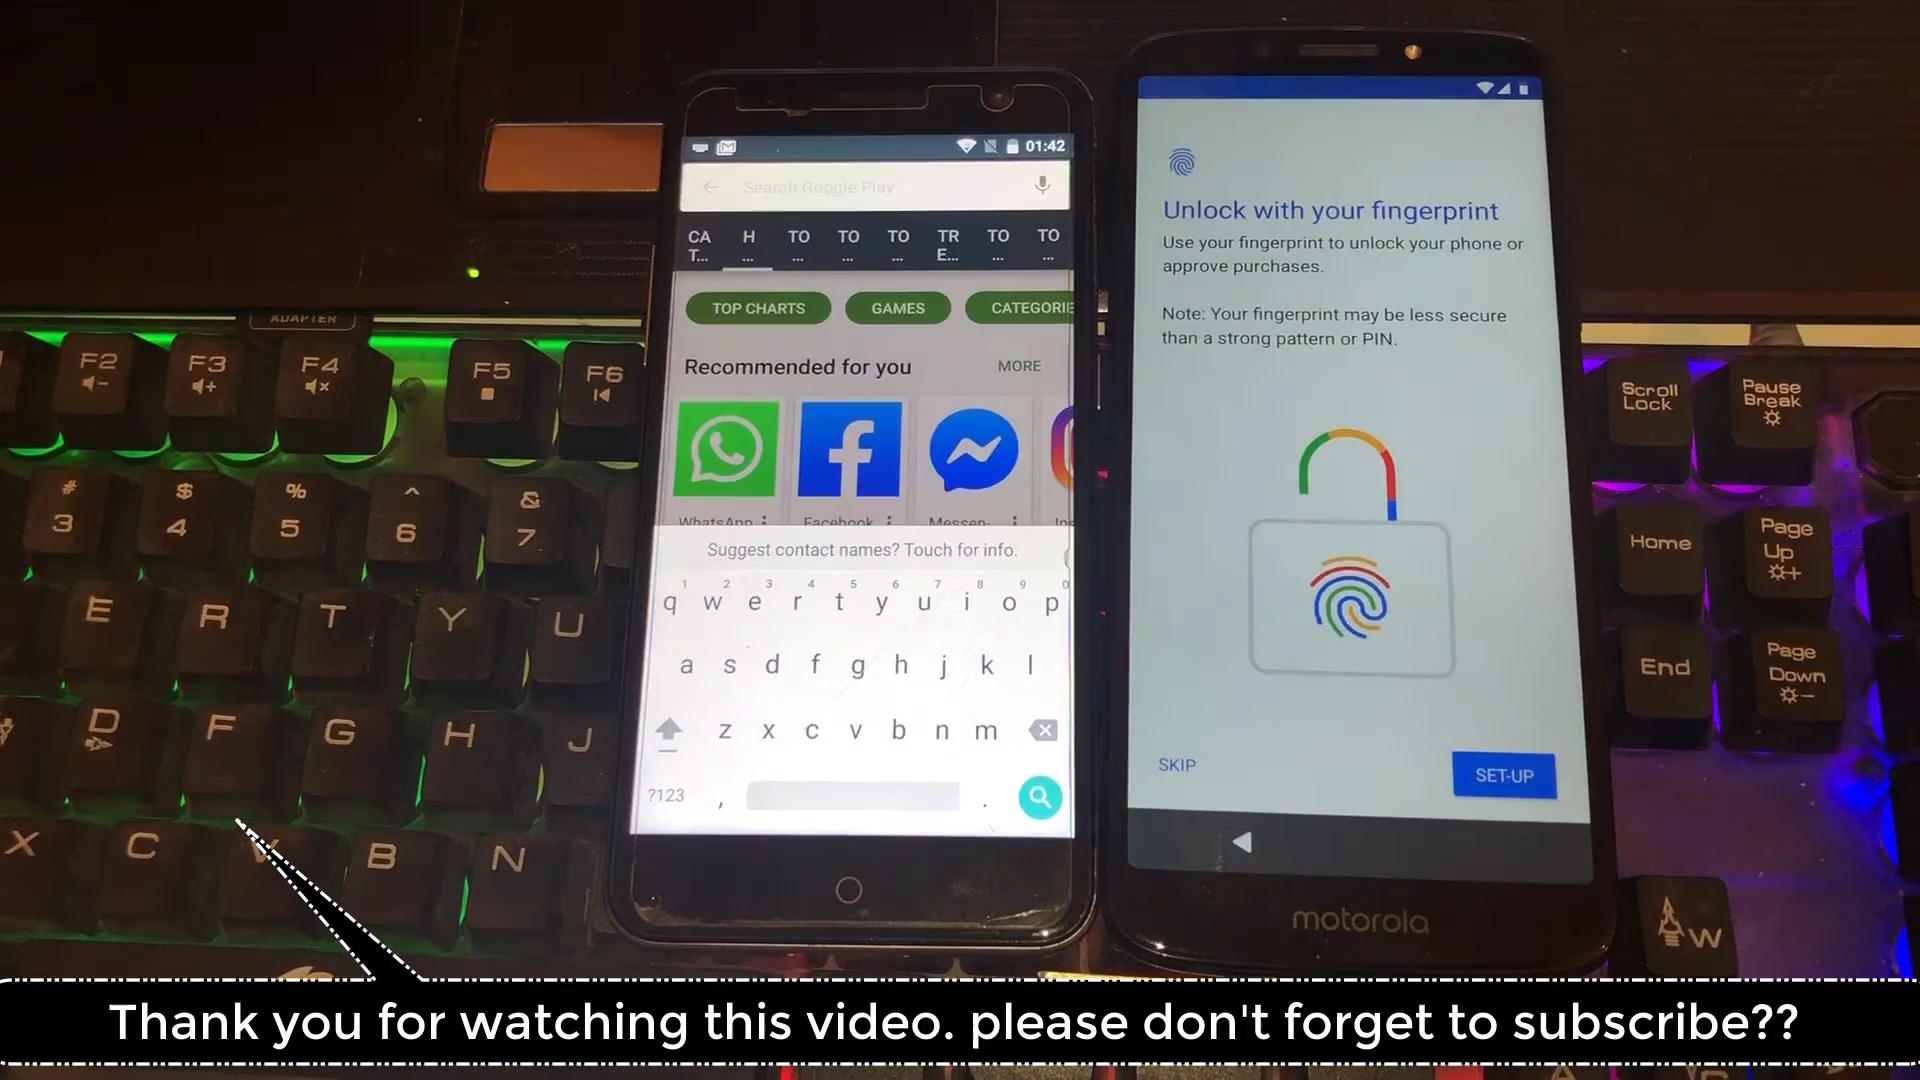 ADAPTER
F2
F3
F4
F5
F6
#
3
$
4
%
5
^
6
&
7
E
R
T
Y
U
D
F
G
H
J
X
C
V
B
N
01:42
Search Google Play
CA
T...
H
...
TO
...
TO
...
TO
...
TR
E...
TO
...
TO
...
TOP CHARTS
GAMES
CATEGORIE
Recommended for you
MORE
WhatsApp
Facebook
Messen-
Ins
Suggest contact names? Touch for info.
1 2 3 4 5 6 7 8 9 0
q w e r t y u i o p
a s d f g h j k l
z x c v b n m
?123 , .
Unlock with your fingerprint
Use your fingerprint to unlock your phone or
approve purchases.
Note: Your fingerprint may be less secure
than a strong pattern or PIN.
SKIP
SET-UP
motorola
Scroll
Lock
Pause
Break
Home
Page
Up
End
Page
Down
W
Thank you for watching this video. please don't forget to subscribe??